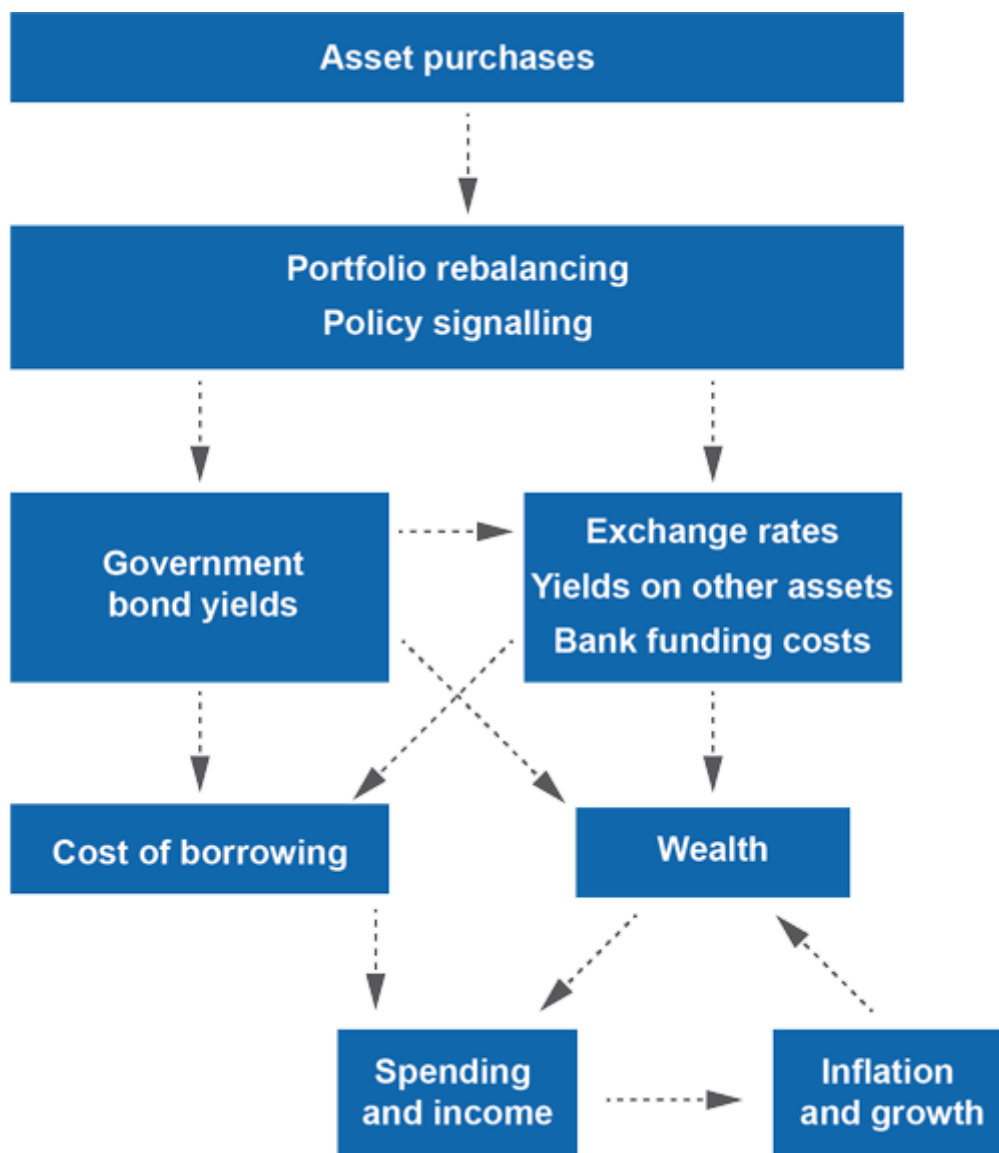 Asset purchases
Portfolio rebalancing
Policy signalling
Government
bond yields
Exchange rates
Yields on other assets
Bank funding costs
Cost of borrowing
Wealth
Spending
and income
Inflation
and growth